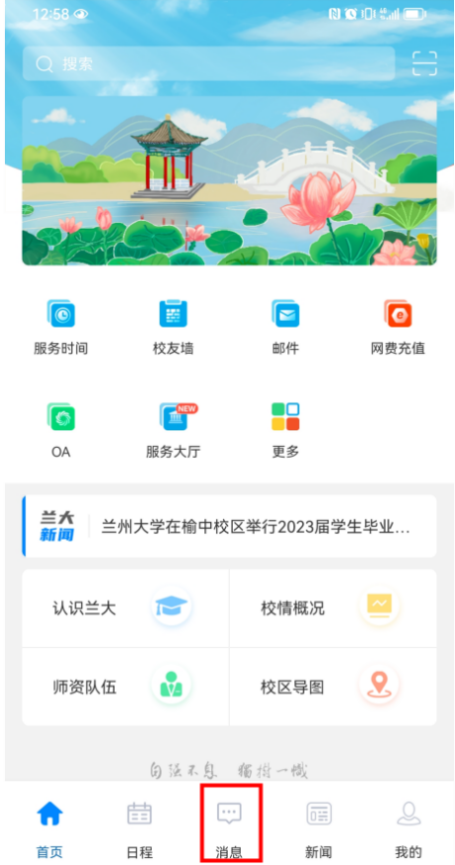 12:58
搜索
服务时间 校友墙 邮件 网费充值
NEW
OA 服务大厅 更多
兰大 兰州大学在榆中校区举行2023届学生毕业...
新闻
认识兰大 校情概况
师资队伍 校区导图
自强不息 独树一帜
首页 日程 消息 新闻 我的